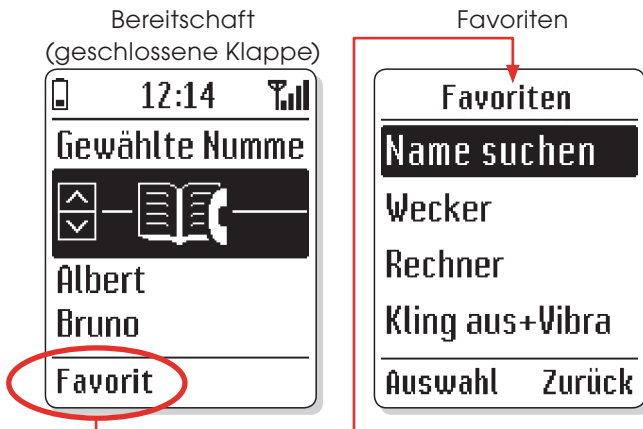 Bereitschaft
(geschlossene Klappe)
12:14
Gewählte Numme
Albert
Bruno
Favorit
Favoriten
Favoriten
Name suchen
Wecker
Rechner
Kling aus+Vibra
Auswahl Zurück